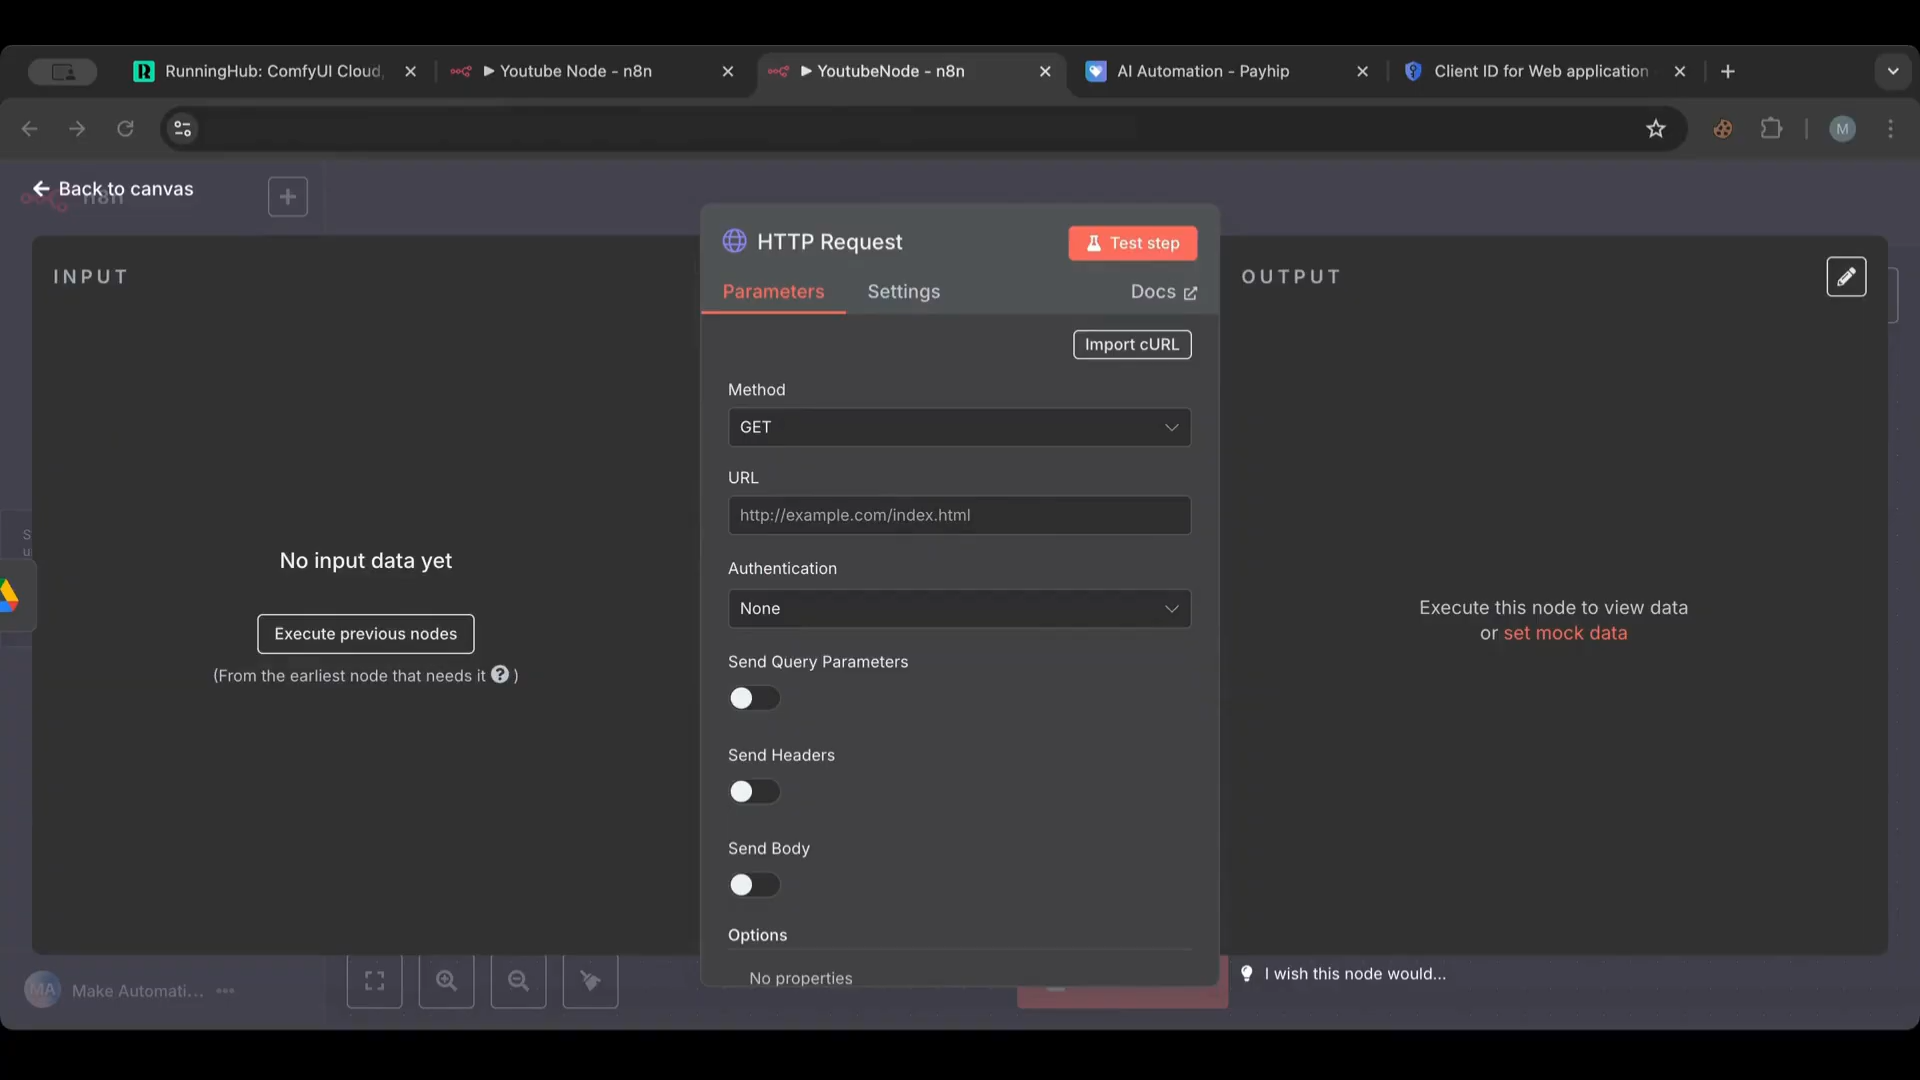 RunningHub: ComfyUI Cloud,
▶ Youtube Node - n8n
▶ YoutubeNode - n8n
AI Automation - Payhip
Client ID for Web application
M
Back to canvas
n8n
INPUT
HTTP Request
Test step
OUTPUT
Parameters
Settings
Docs
Import cURL
Method
GET
URL
http://example.com/index.html
Authentication
None
No input data yet
Execute previous nodes
(From the earliest node that needs it ? )
Execute this node to view data
or set mock data
Send Query Parameters
Send Headers
Send Body
Options
No properties
I wish this node would...
MA
Make Automati...